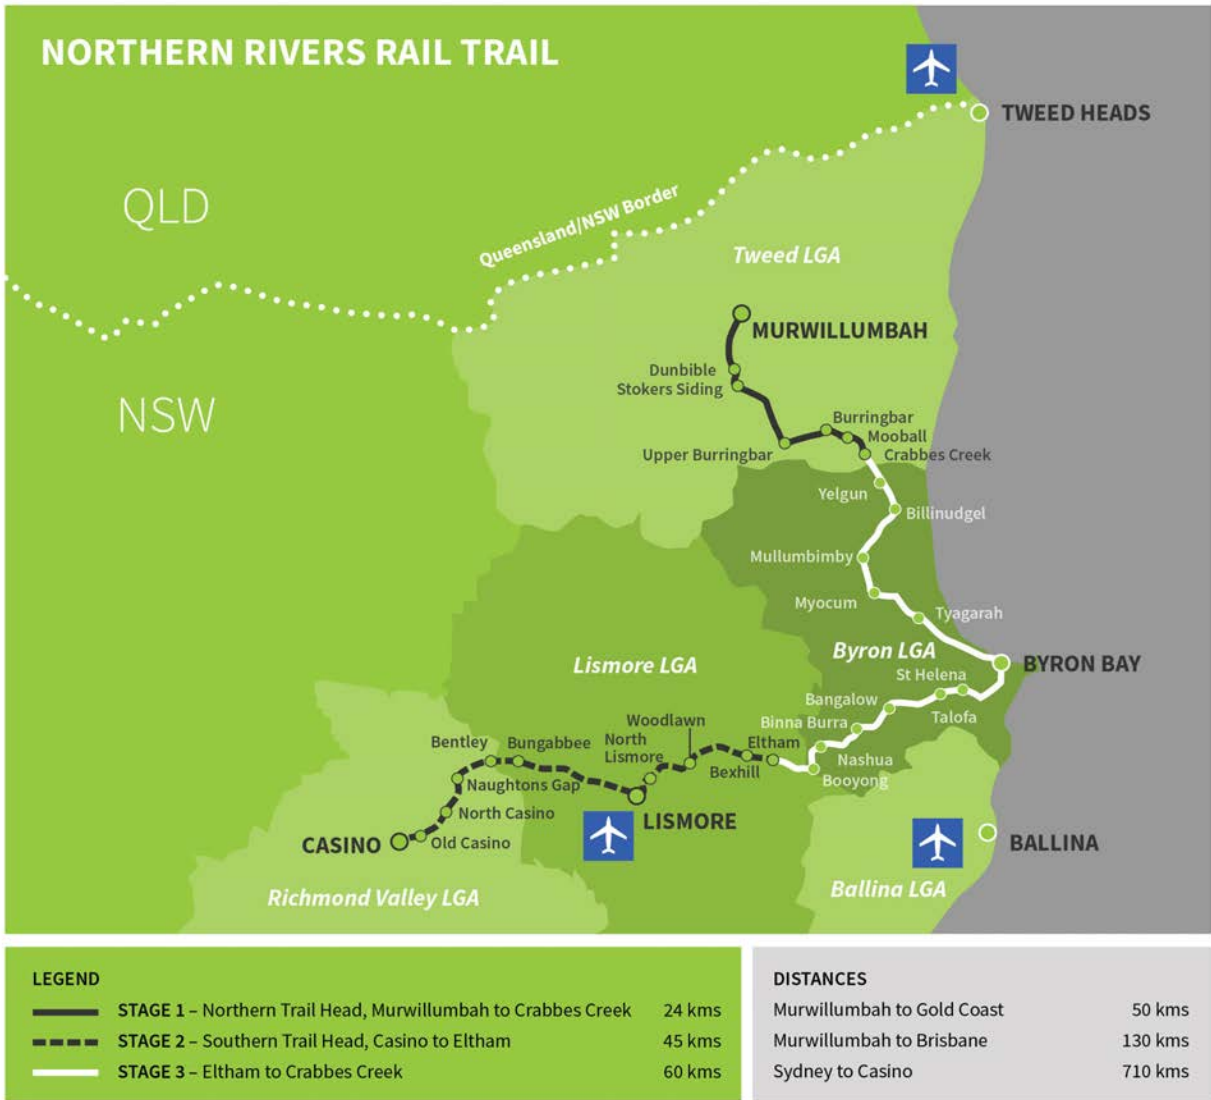 NORTHERN RIVERS RAIL TRAIL
TWEED HEADS
QLD
Queensland/NSW Border
Tweed LGA
MURWILLUMBAH
NSW
Dunbible
Stokers Siding
Burringbar
Mooball
Upper Burringbar
Crabbes Creek
Yelgun
Billinudgel
Mullumbimby
Myocum
Tyagarah
Byron LGA
BYRON BAY
Lismore LGA
St Helena
Bangalow
Talofa
Woodlawn
Binna Burra
Bentley
Bungabbee
North
Lismore
Eltham
Nashua
Bexhill
Booyong
Naughtons Gap
North Casino
LISMORE
CASINO
Old Casino
BALLINA
Richmond Valley LGA
Ballina LGA
LEGEND
STAGE 1 – Northern Trail Head, Murwillumbah to Crabbes Creek 24 kms
STAGE 2 – Southern Trail Head, Casino to Eltham 45 kms
STAGE 3 – Eltham to Crabbes Creek 60 kms
DISTANCES
Murwillumbah to Gold Coast 50 kms
Murwillumbah to Brisbane 130 kms
Sydney to Casino 710 kms